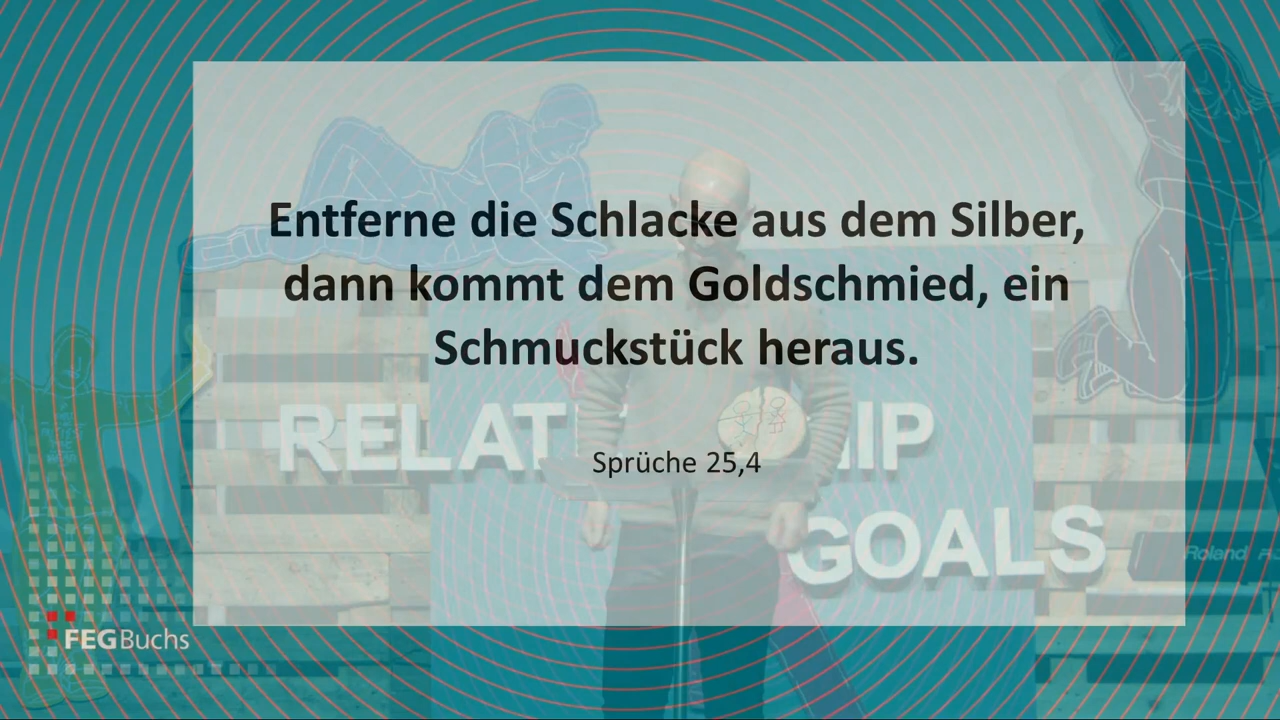 Entferne die Schlacke aus dem Silber,
dann kommt dem Goldschmied, ein
Schmuckstück heraus.
RELAT HIP
Sprüche 25,4
GOALS
Roland
FEGBuchs